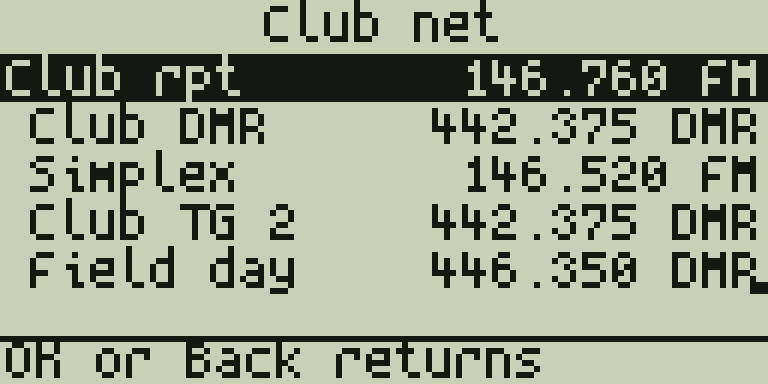 Club net
Club rpt 146.760 FM
Club DMR 442.375 DMR
Simplex 146.520 FM
Club TG 2 442.375 DMR
Field day 446.350 DMR
OK or Back returns